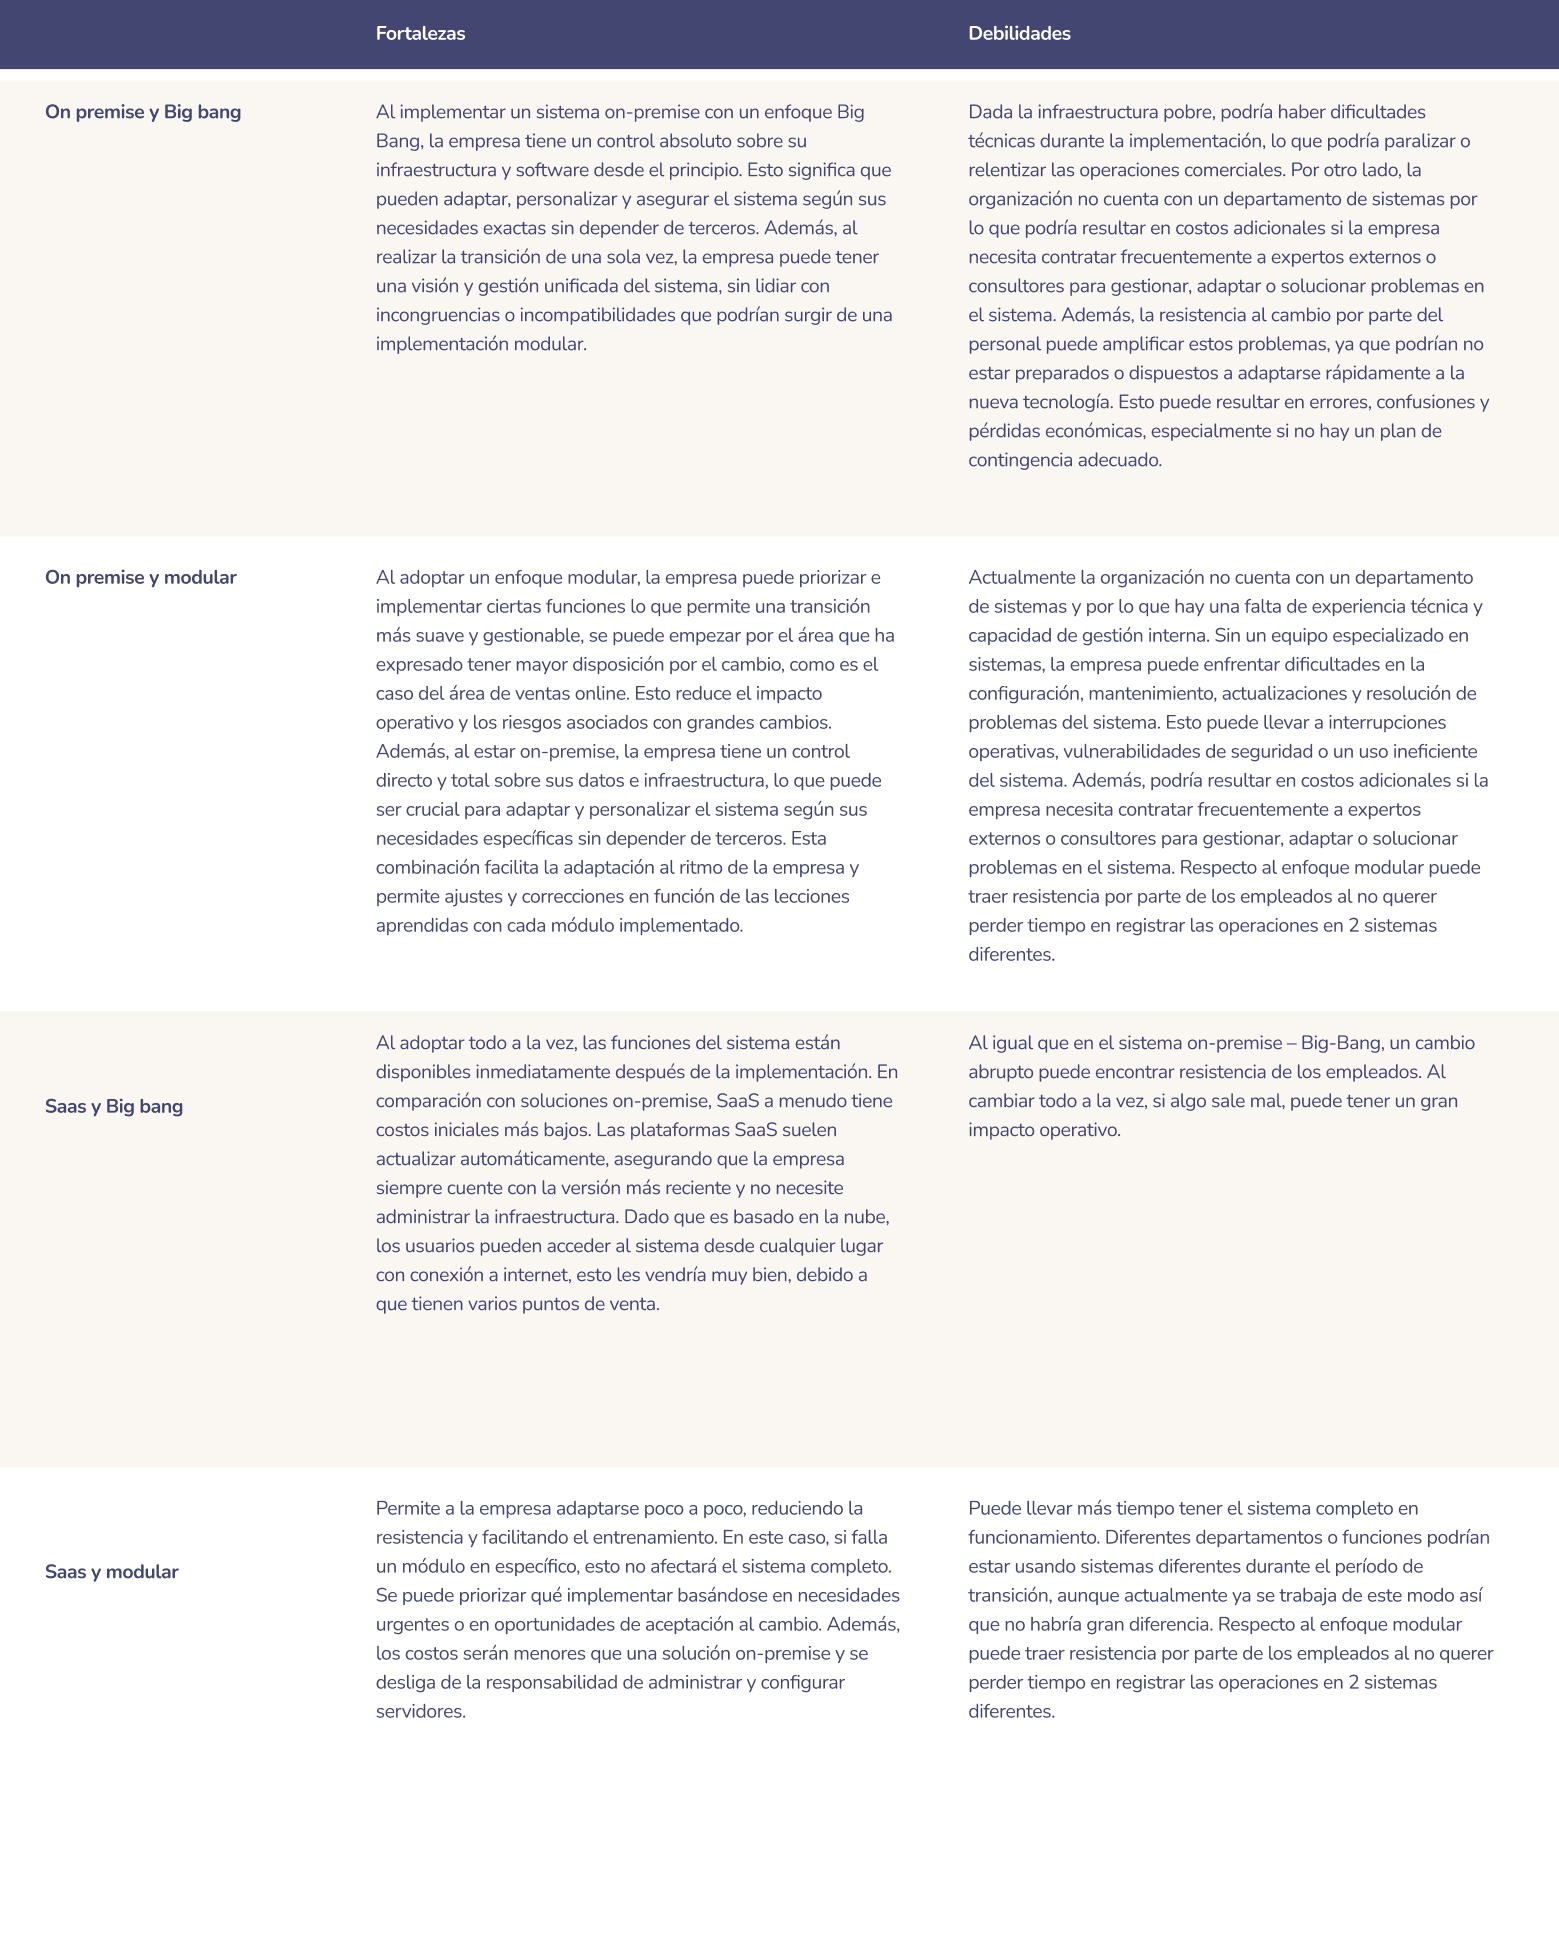 Fortalezas
Debilidades
On premise y Big bang
Al implementar un sistema on-premise con un enfoque Big
Bang, la empresa tiene un control absoluto sobre su
infraestructura y software desde el principio. Esto significa que
pueden adaptar, personalizar y asegurar el sistema según sus
necesidades exactas sin depender de terceros. Además, al
realizar la transición de una sola vez, la empresa puede tener
una visión y gestión unificada del sistema, sin lidiar con
incongruencias o incompatibilidades que podrían surgir de una
implementación modular.
Dada la infraestructura pobre, podría haber dificultades
técnicas durante la implementación, lo que podría paralizar o
relentizar las operaciones comerciales. Por otro lado, la
organización no cuenta con un departamento de sistemas por
lo que podría resultar en costos adicionales si la empresa
necesita contratar frecuentemente a expertos externos o
consultores para gestionar, adaptar o solucionar problemas en
el sistema. Además, la resistencia al cambio por parte del
personal puede amplificar estos problemas, ya que podrían no
estar preparados o dispuestos a adaptarse rápidamente a la
nueva tecnología. Esto puede resultar en errores, confusiones y
pérdidas económicas, especialmente si no hay un plan de
contingencia adecuado.
On premise y modular
Al adoptar un enfoque modular, la empresa puede priorizar e
implementar ciertas funciones lo que permite una transición
más suave y gestionable, se puede empezar por el área que ha
expresado tener mayor disposición por el cambio, como es el
caso del área de ventas online. Esto reduce el impacto
operativo y los riesgos asociados con grandes cambios.
Además, al estar on-premise, la empresa tiene un control
directo y total sobre sus datos e infraestructura, lo que puede
ser crucial para adaptar y personalizar el sistema según sus
necesidades específicas sin depender de terceros. Esta
combinación facilita la adaptación al ritmo de la empresa y
permite ajustes y correcciones en función de las lecciones
aprendidas con cada módulo implementado.
Actualmente la organización no cuenta con un departamento
de sistemas y por lo que hay una falta de experiencia técnica y
capacidad de gestión interna. Sin un equipo especializado en
sistemas, la empresa puede enfrentar dificultades en la
configuración, mantenimiento, actualizaciones y resolución de
problemas del sistema. Esto puede llevar a interrupciones
operativas, vulnerabilidades de seguridad o un uso ineficiente
del sistema. Además, podría resultar en costos adicionales si la
empresa necesita contratar frecuentemente a expertos
externos o consultores para gestionar, adaptar o solucionar
problemas en el sistema. Respecto al enfoque modular puede
traer resistencia por parte de los empleados al no querer
perder tiempo en registrar las operaciones en 2 sistemas
diferentes.
Saas y Big bang
Al adoptar todo a la vez, las funciones del sistema están
disponibles inmediatamente después de la implementación. En
comparación con soluciones on-premise, SaaS a menudo tiene
costos iniciales más bajos. Las plataformas SaaS suelen
actualizar automáticamente, asegurando que la empresa
siempre cuente con la versión más reciente y no necesite
administrar la infraestructura. Dado que es basado en la nube,
los usuarios pueden acceder al sistema desde cualquier lugar
con conexión a internet, esto les vendría muy bien, debido a
que tienen varios puntos de venta.
Al igual que en el sistema on-premise – Big-Bang, un cambio
abrupto puede encontrar resistencia de los empleados. Al
cambiar todo a la vez, si algo sale mal, puede tener un gran
impacto operativo.
Saas y modular
Permite a la empresa adaptarse poco a poco, reduciendo la
resistencia y facilitando el entrenamiento. En este caso, si falla
un módulo en específico, esto no afectará el sistema completo.
Se puede priorizar qué implementar basándose en necesidades
urgentes o en oportunidades de aceptación al cambio. Además,
los costos serán menores que una solución on-premise y se
desliga de la responsabilidad de administrar y configurar
servidores.
Puede llevar más tiempo tener el sistema completo en
funcionamiento. Diferentes departamentos o funciones podrían
estar usando sistemas diferentes durante el período de
transición, aunque actualmente ya se trabaja de este modo así
que no habría gran diferencia. Respecto al enfoque modular
puede traer resistencia por parte de los empleados al no querer
perder tiempo en registrar las operaciones en 2 sistemas
diferentes.